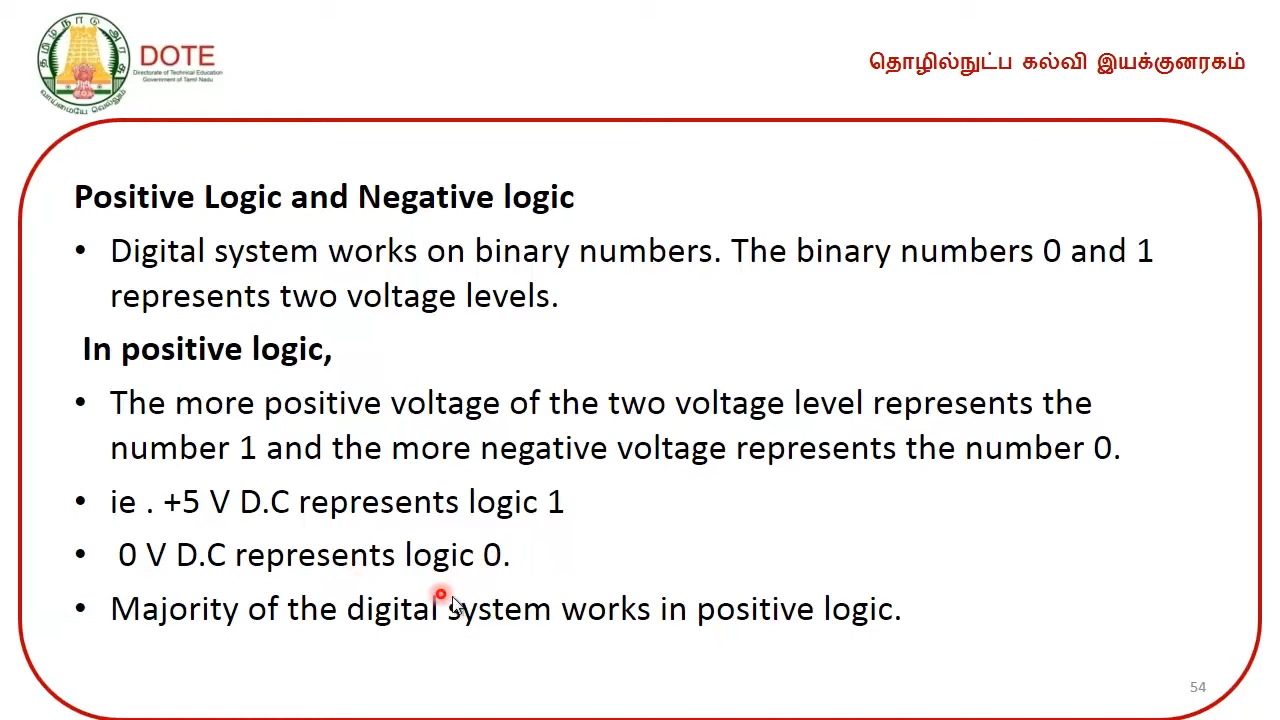 தமிழ்நாடு அரசு
வாய்மையே வெல்லும்
DOTE
Directorate of Technical Education
Government of Tamil Nadu
தொழில்நுட்ப கல்வி இயக்குனரகம்
Positive Logic and Negative logic
• Digital system works on binary numbers. The binary numbers 0 and 1
represents two voltage levels.
In positive logic,
• The more positive voltage of the two voltage level represents the
number 1 and the more negative voltage represents the number 0.
• ie . +5 V D.C represents logic 1
• 0 V D.C represents logic 0.
• Majority of the digital system works in positive logic.
54